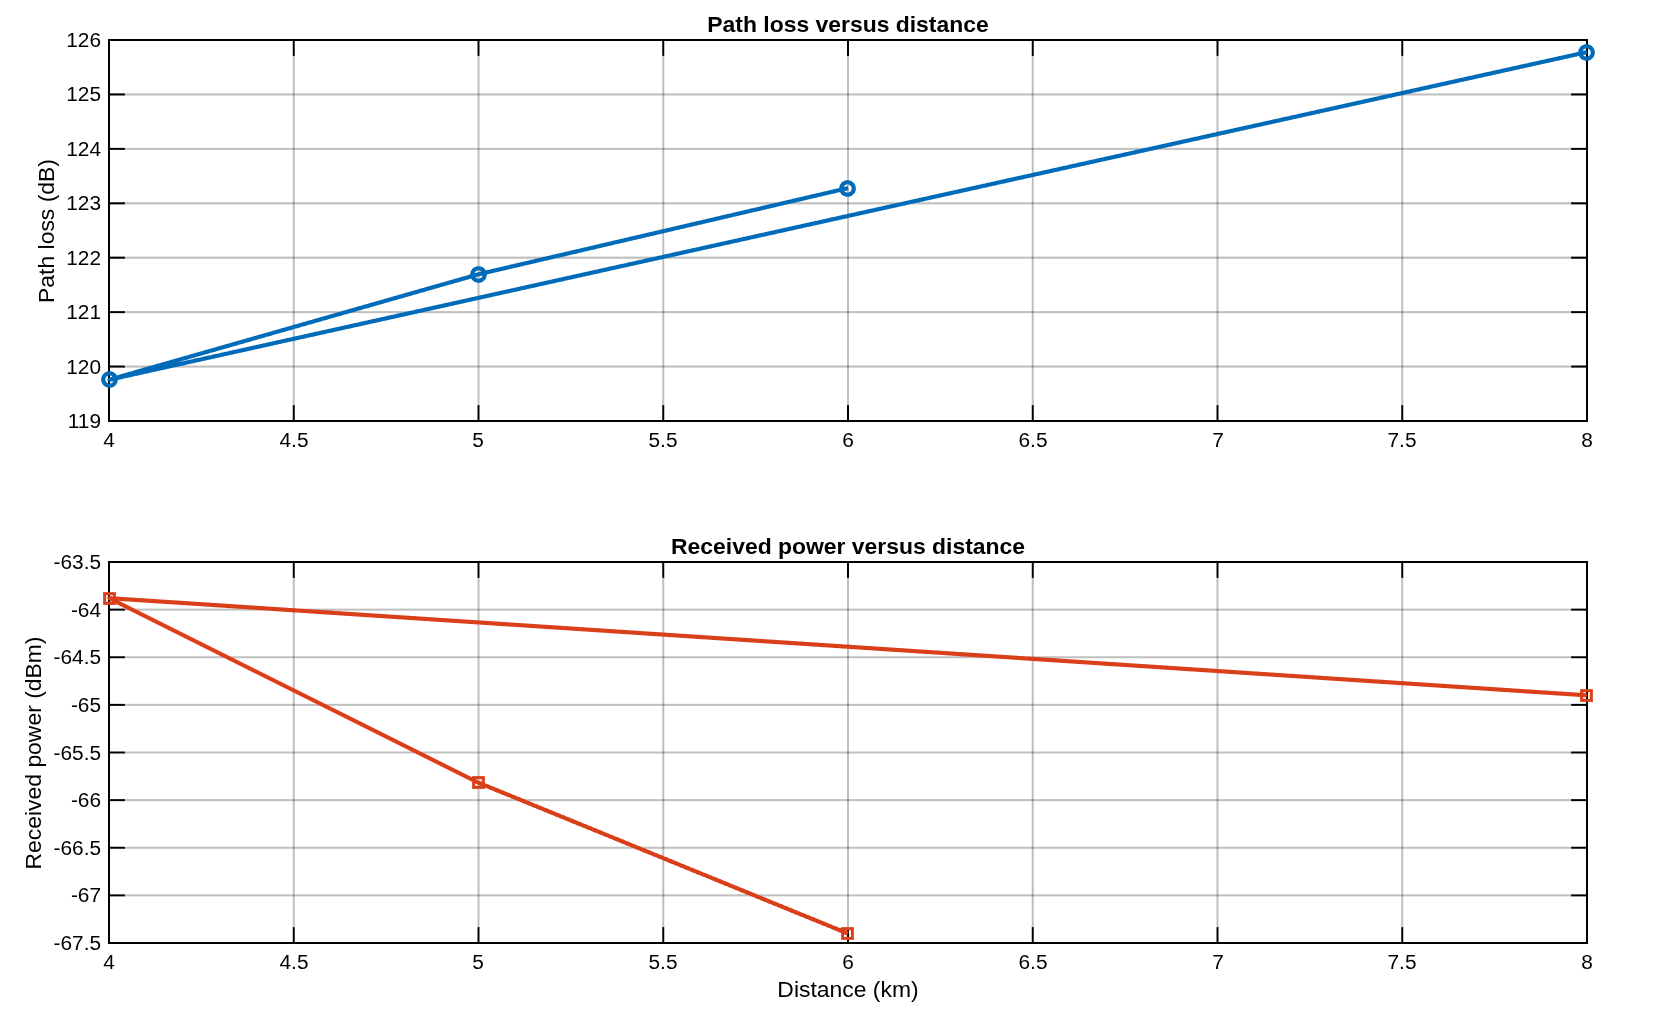 Path loss versus distance
126
125
124
123
122
121
120
119
Path loss (dB)
4 4.5 5 5.5 6 6.5 7 7.5 8
Received power versus distance
-63.5
-64
-64.5
-65
-65.5
-66
-66.5
-67
-67.5
Received power (dBm)
4 4.5 5 5.5 6 6.5 7 7.5 8
Distance (km)